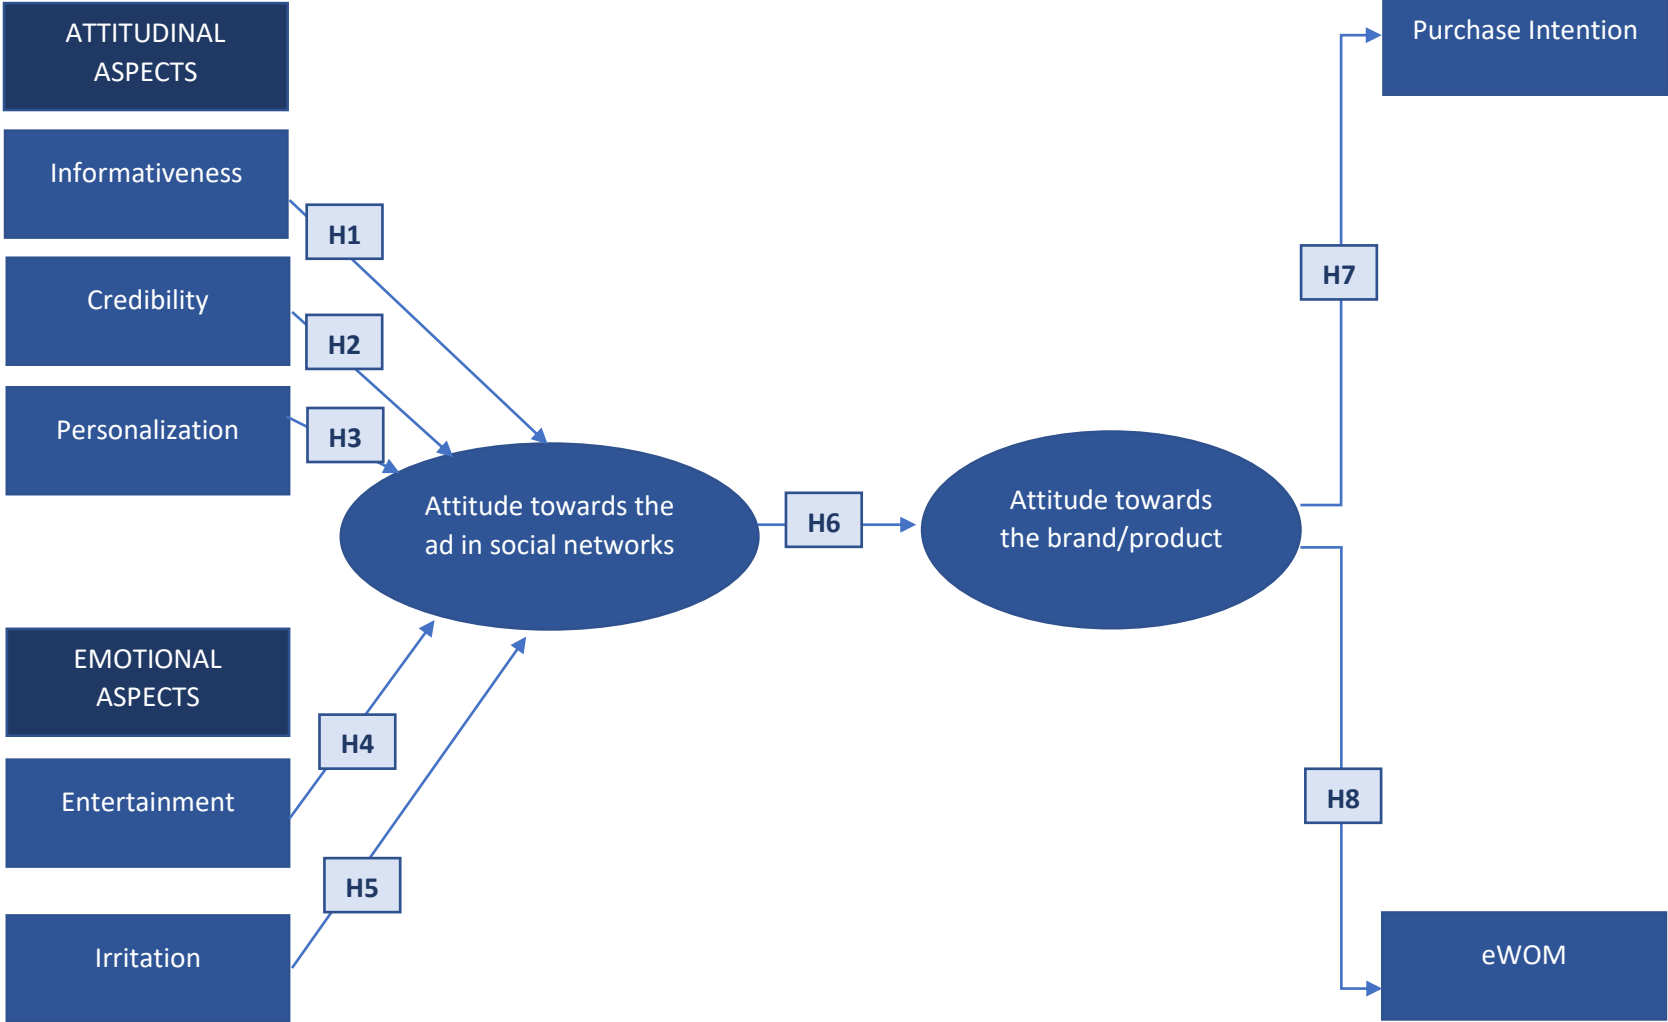 ATTITUDINAL
ASPECTS
Informativeness
H1
Credibility
H2
Personalization
H3
Attitude towards the
ad in social networks
H6
Attitude towards
the brand/product
Purchase Intention
H7
EMOTIONAL
ASPECTS
Entertainment
H4
Irritation
H5
H8
eWOM